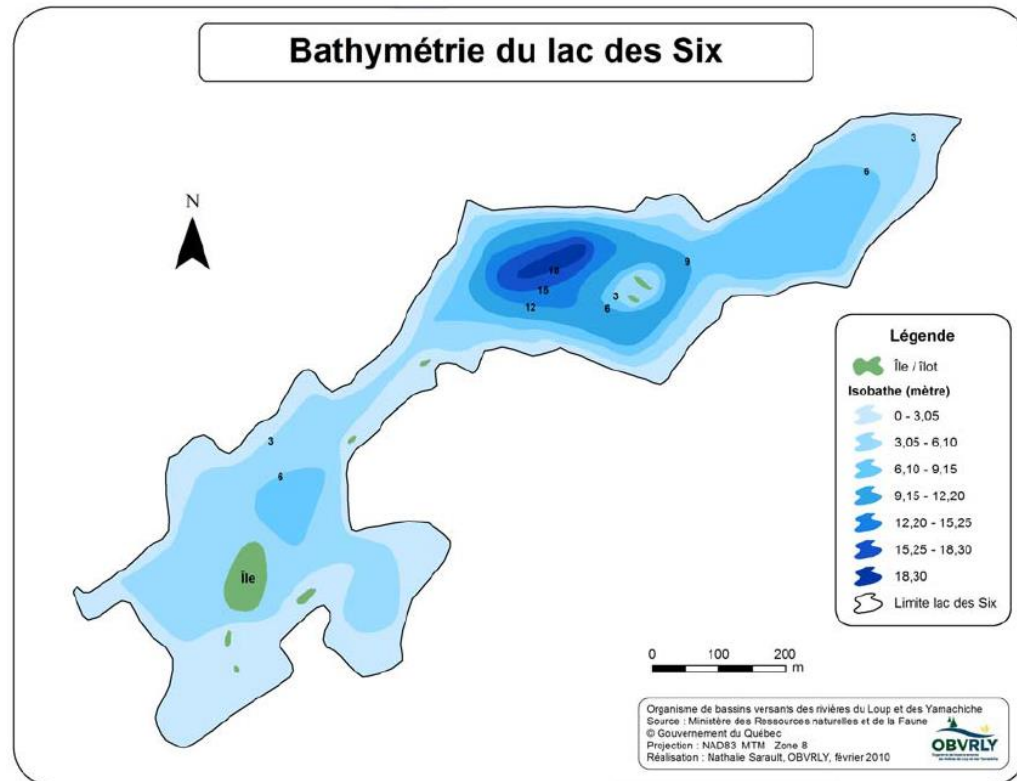 Bathymétrie du lac des Six
N
3
6
9
18
15
12
3
6
3
6
Île
Légende
Île / îlot
Isobathe (mètre)
0 - 3,05
3,05 - 6,10
6,10 - 9,15
9,15 - 12,20
12,20 - 15,25
15,25 - 18,30
18,30
Limite lac des Six
0 100 200
m
Organisme de bassins versants des rivières du Loup et des Yamachiche
Source : Ministère des Ressources naturelles et de la Faune
© Gouvernement du Québec
Projection : NAD83 MTM Zone 8
Réalisation : Nathalie Sarault, OBVRLY, février 2010
OBVRLY